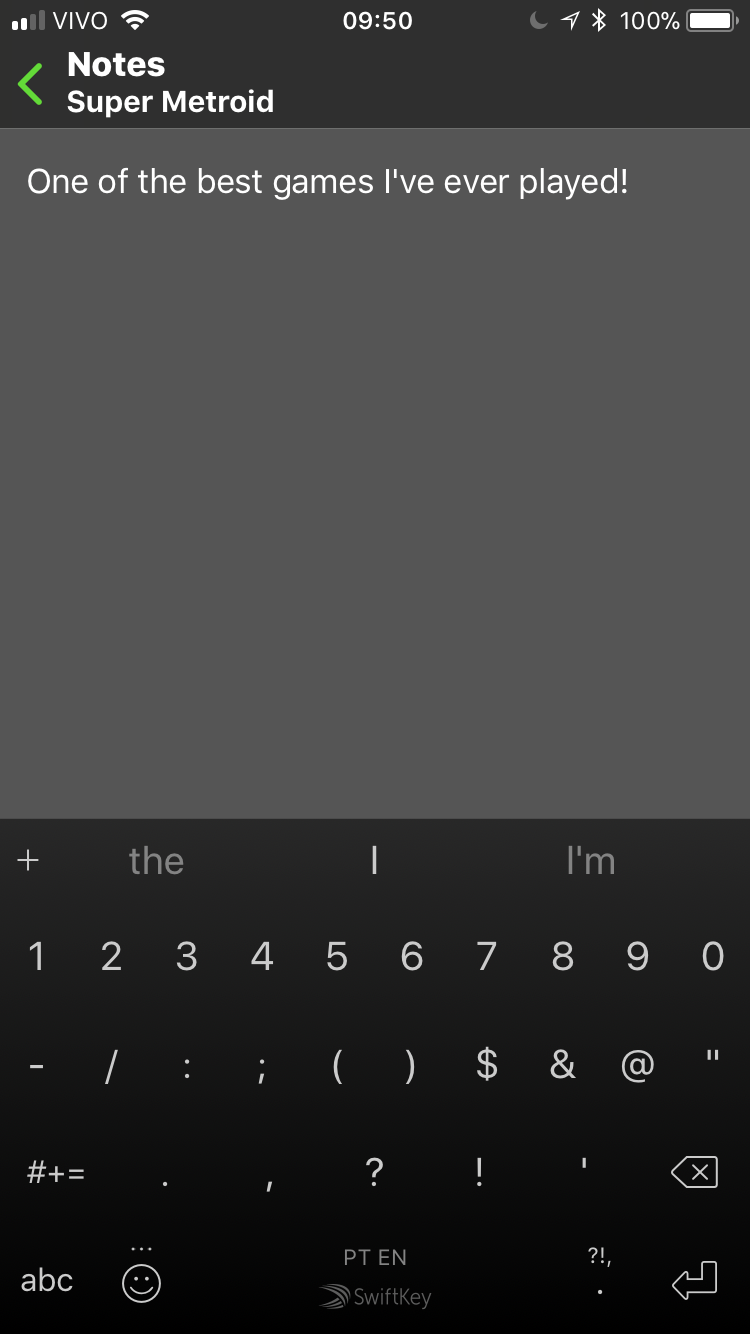 VIVO 09:50 100%
Notes
Super Metroid
One of the best games I've ever played!
+ the I I'm
1 2 3 4 5 6 7 8 9 0
- / : ; ( ) $ & @ "
#+= . , ? ! '
abc ... PT EN ?!, .
SwiftKey